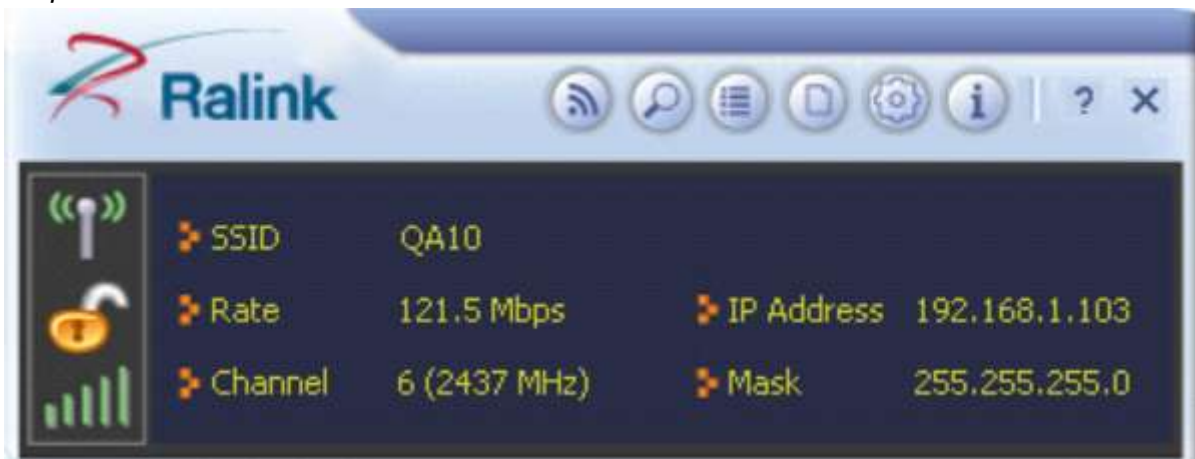 Ralink
i ? ×
SSID QA10
Rate 121.5 Mbps IP Address 192.168.1.103
Channel 6 (2437 MHz) Mask 255.255.255.0